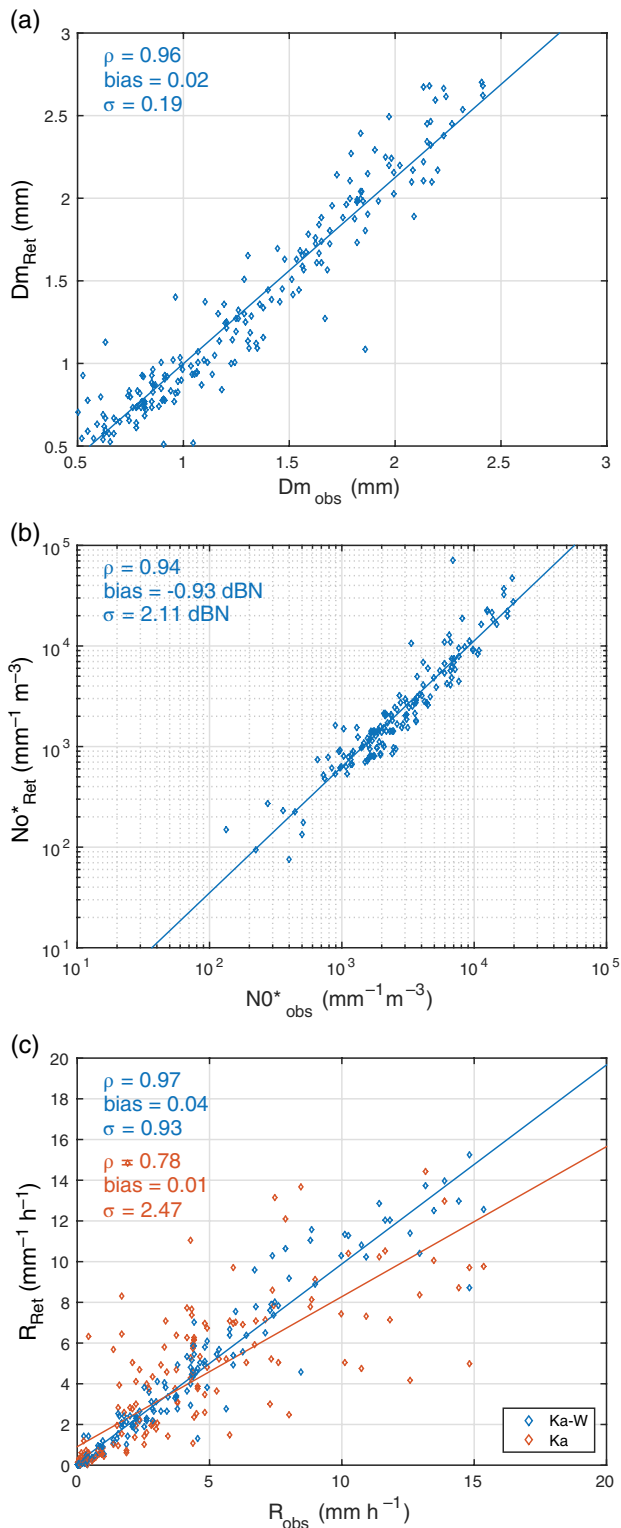 (a)
3
ρ = 0.96
bias = 0.02
σ = 0.19
2.5
2
Dm_Ret (mm)
1.5
1
0.5
0.5 1 1.5 2 2.5 3
Dm_obs (mm)
(b)
10^5
ρ = 0.94
bias = -0.93 dBN
σ = 2.11 dBN
10^4
No*_Ret (mm^−1 m^−3)
10^3
10^2
10^1
10^1 10^2 10^3 10^4 10^5
N0*_obs (mm^−1m^−3)
(c)
20
ρ = 0.97
18
bias = 0.04
σ = 0.93
16
ρ = 0.78
14
bias = 0.01
σ = 2.47
12
R_Ret (mm^−1 h^−1)
10
8
6
4
Ka-W
2
Ka
0
0 5 10 15 20
R_obs (mm h^−1)